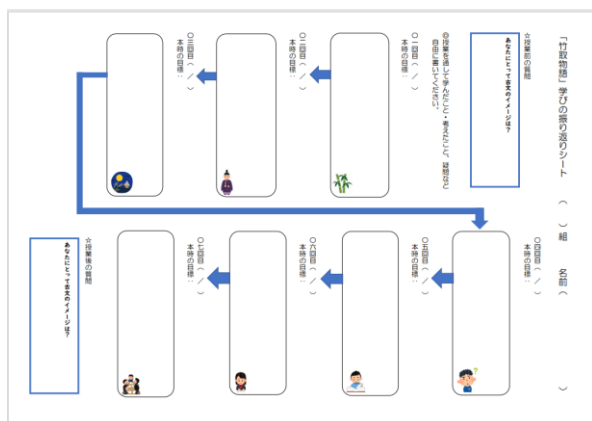 「竹取物語」学びの振り返りシート　（　）組　名前（　　）
☆授業前の質問
あなたにとって古文のイメージは？
◎授業を通して学んだこと・考えたこと、疑問など
自由に書いてください。
〇一回目（　/　）
本時の目標：
〇二回目（　/　）
本時の目標：
〇三回目（　/　）
本時の目標：
〇四回目（　/　）
本時の目標：
〇五回目（　/　）
本時の目標：
〇六回目（　/　）
本時の目標：
〇七回目（　/　）
本時の目標：
☆授業後の質問
あなたにとって古文のイメージは？